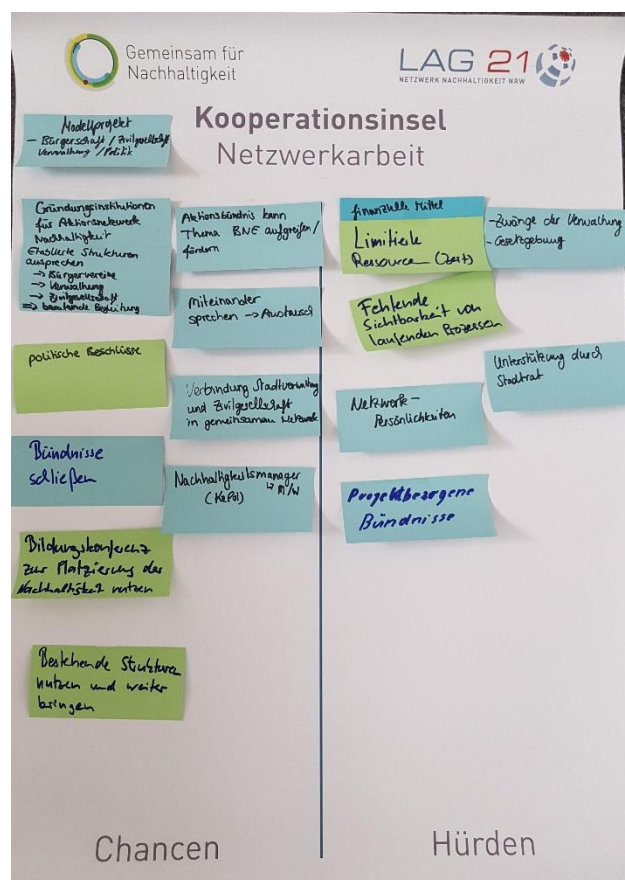 Gemeinsam für
Nachhaltigkeit
LAG 21
NETZWERK NACHHALTIGKEIT NRW
Kooperationsinsel
Netzwerkarbeit
Modellprojekt
– Bürgerschaft / Zivilgesellschaft
Verwaltung / Politik
Gründungsinstitutionen
für Aktionsnetzwerk
Nachhaltigkeit
Etablierte Strukturen
ansprechen
→ Bürgervereine
→ Verwaltung
→ Zivilgesellschaft
⇒ beratende Begleitung
politische Beschlüsse
Bündnisse
schließen
Bildungskonferenz
zur Platzierung der
Nachhaltigkeit nutzen
Bestehende Strukturen
nutzen und weiter
bringen
Aktionsbündnis kann
Thema BNE aufgreifen /
fördern
miteinander
sprechen → Austausch
Verbindung Stadtverwaltung
und Zivilgesellschaft
in gemeinsamen Netzwerk
Nachhaltigkeitsmanager
(KePol) ↳ M/W
Chancen
finanzielle Mittel
Limitierte
Ressource (Zeit)
- Zwänge der Verwaltung
- Gesetzgebung
Fehlende
Sichtbarkeit von
laufenden Prozessen
Unterstützung durch
Stadtrat
Netzwerk-
Persönlichkeiten
Projektbezogene
Bündnisse
Hürden